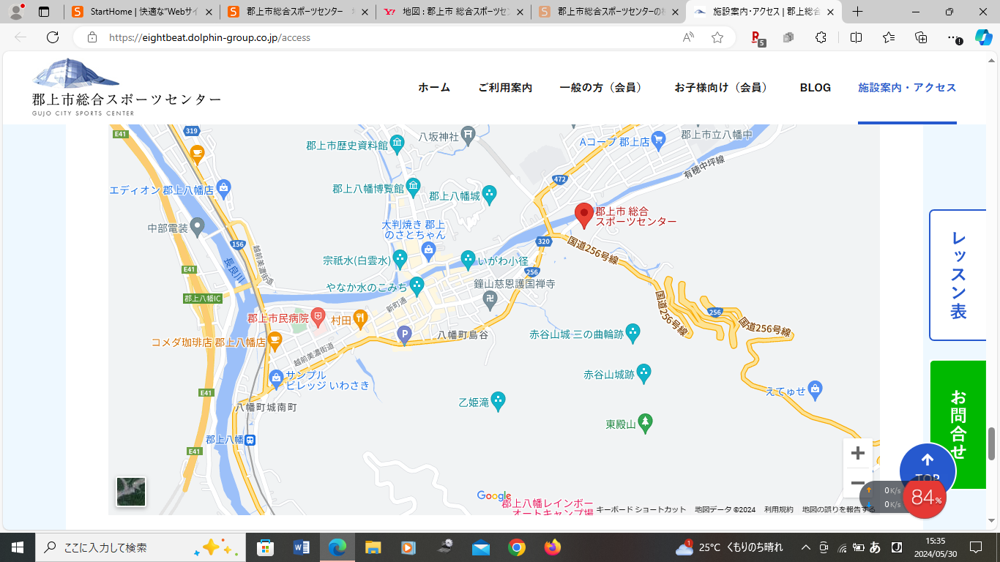 StartHome | 快適な"Webサイ
郡上市総合スポーツセンター
地図 : 郡上市 総合スポーツセン
郡上市総合スポーツセンターの
施設案内・アクセス | 郡上総合
https://eightbeat.dolphin-group.co.jp/access
5
郡上市総合スポーツセンター
GUJO CITY SPORTS CENTER
ホーム
ご利用案内
一般の方（会員）
お子様向け（会員）
BLOG
施設案内・アクセス
E41
319
八坂神社
郡上市立八幡中
郡上市歴史資料館
Aコープ 郡上店
有穂中坪線
472
エディオン 郡上八幡店
郡上八幡博覧館
郡上八幡城
中部電装
大判焼き 郡上
のさとちゃん
郡上市 総合
スポーツセンター
156
越前美濃街道
320
国道256号線
宗祇水(白雲水)
いがわ小径
長良川
E41
256
やなか水のこみち
鐘山慈恩護国禅寺
郡上八幡IC
新町通
国道256号線
256
国道256号線
郡上市民病院
村田
コメダ珈琲店 郡上八幡店
P
八幡町島谷
赤谷山城 三の曲輪跡
越前美濃街道
サンプル
ビレッジ いわさき
赤谷山城跡
E41
八幡町城南町
乙姫滝
えてゅせ
東殿山
郡上八幡
E41
Google
郡上八幡レインボー
オートキャンプ場
キーボード ショートカット
地図データ ©2024
利用規約
地図の誤りを報告する
レッスン表
お問合せ
TOP
0K/s
0K/s
84%
ここに入力して検索
1
25°C くもりのち晴れ
あ
15:35
2024/05/30